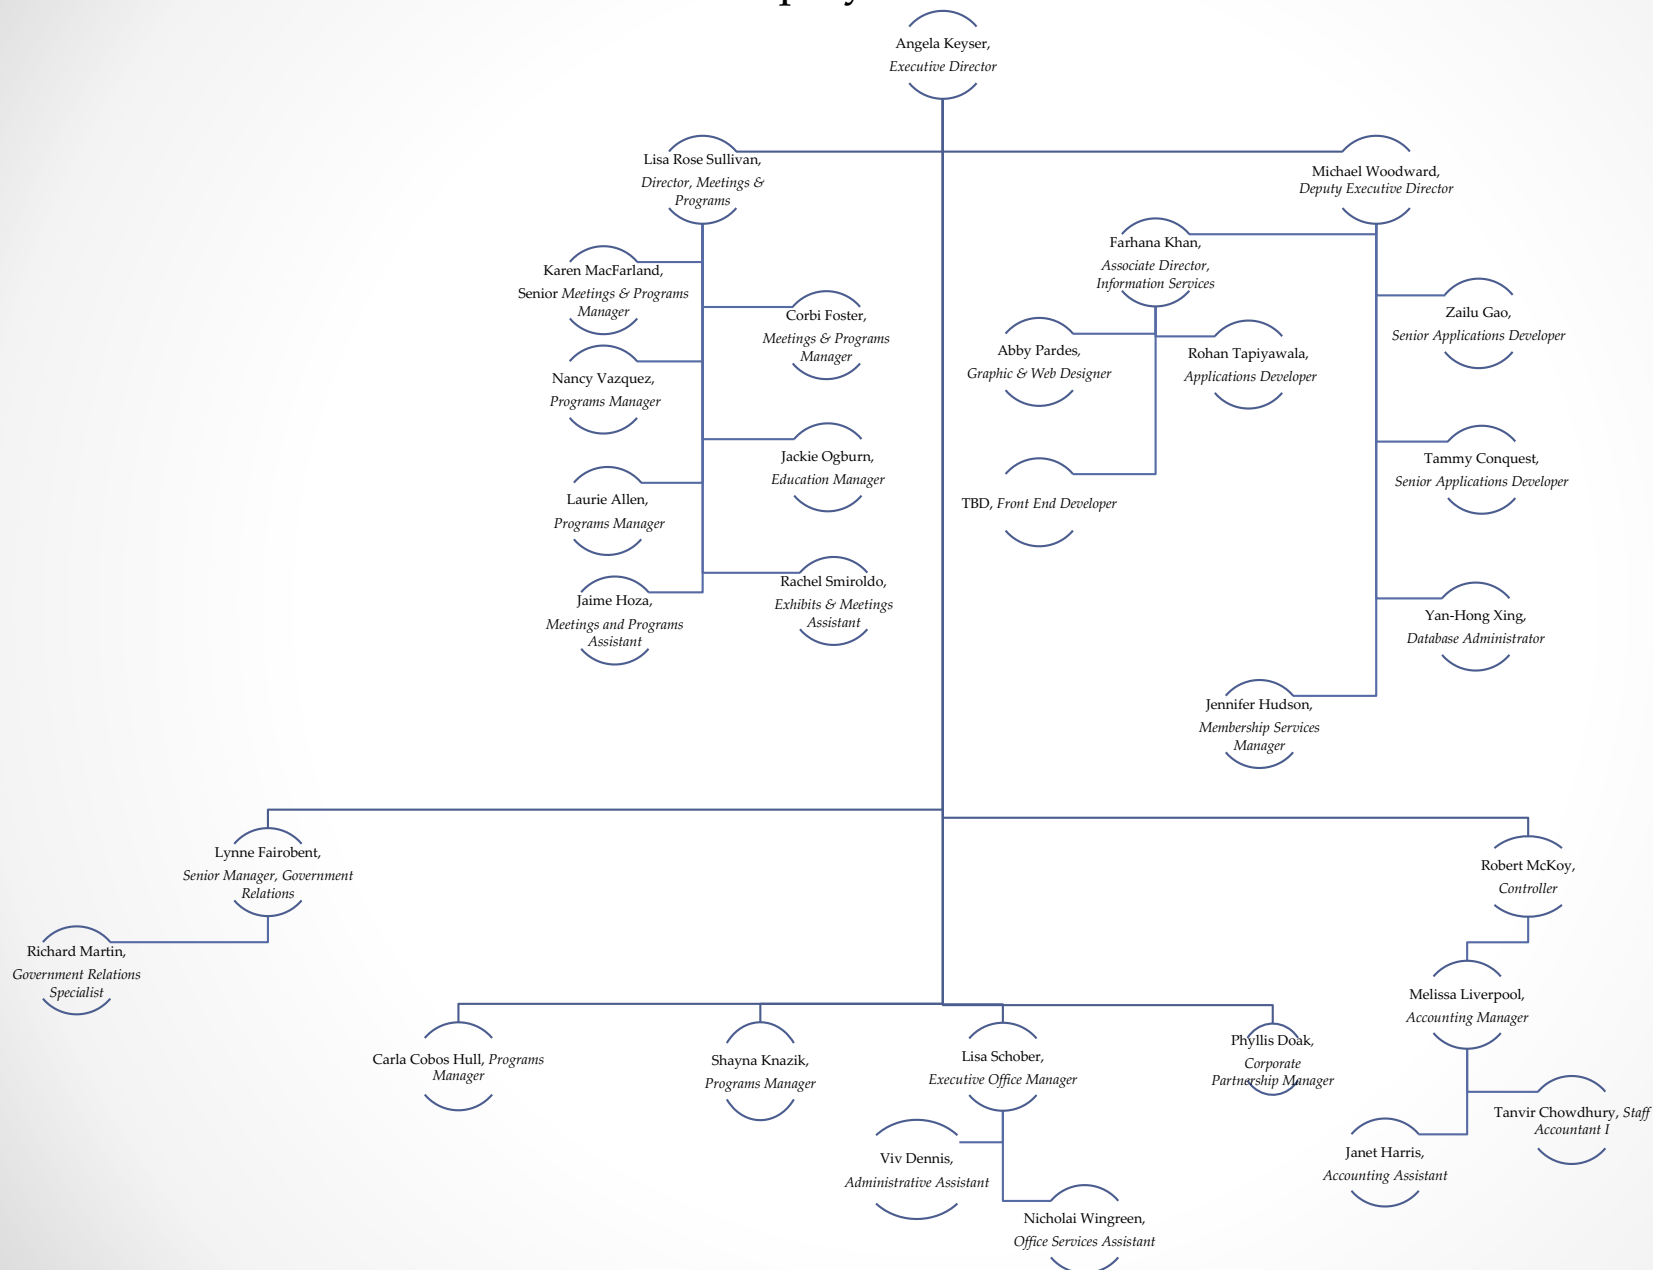 Angela Keyser,
Executive Director
Lisa Rose Sullivan,
Director, Meetings &
Programs
Michael Woodward,
Deputy Executive Director
Karen MacFarland,
Senior Meetings & Programs
Manager
Corbi Foster,
Meetings & Programs
Manager
Nancy Vazquez,
Programs Manager
Jackie Ogburn,
Education Manager
Laurie Allen,
Programs Manager
Rachel Smiroldo,
Exhibits & Meetings
Assistant
Jaime Hoza,
Meetings and Programs
Assistant
Farhana Khan,
Associate Director,
Information Services
Abby Pardes,
Graphic & Web Designer
Rohan Tapiyawala,
Applications Developer
TBD, Front End Developer
Zailu Gao,
Senior Applications Developer
Tammy Conquest,
Senior Applications Developer
Yan-Hong Xing,
Database Administrator
Jennifer Hudson,
Membership Services
Manager
Lynne Fairobent,
Senior Manager, Government
Relations
Richard Martin,
Government Relations
Specialist
Carla Cobos Hull, Programs
Manager
Shayna Knazik,
Programs Manager
Lisa Schober,
Executive Office Manager
Viv Dennis,
Administrative Assistant
Nicholai Wingreen,
Office Services Assistant
Phyllis Doak,
Corporate
Partnership Manager
Robert McKoy,
Controller
Melissa Liverpool,
Accounting Manager
Tanvir Chowdhury, Staff
Accountant I
Janet Harris,
Accounting Assistant